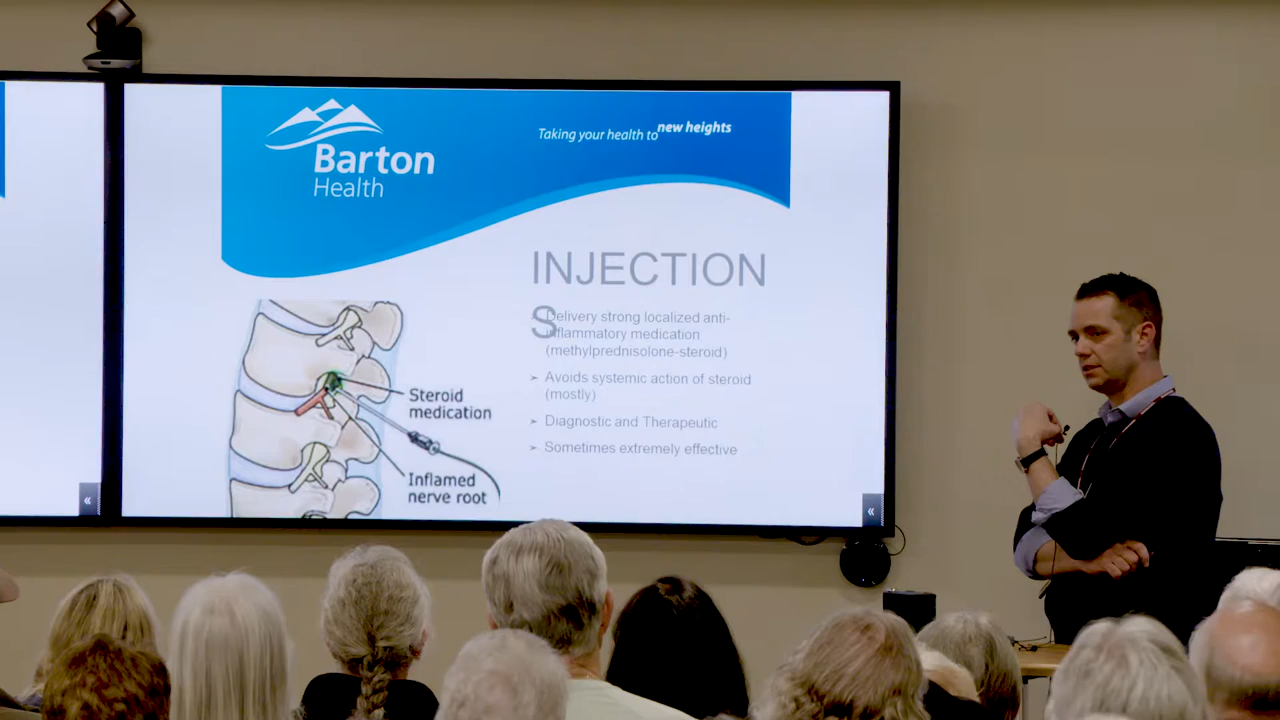 Barton
Health
Taking your health to new heights
INJECTION
S
Delivery strong localized anti-
inflammatory medication
(methylprednisolone-steroid)
➢ Avoids systemic action of steroid
(mostly)
➢ Diagnostic and Therapeutic
➢ Sometimes extremely effective
Steroid
medication
Inflamed
nerve root
«
«